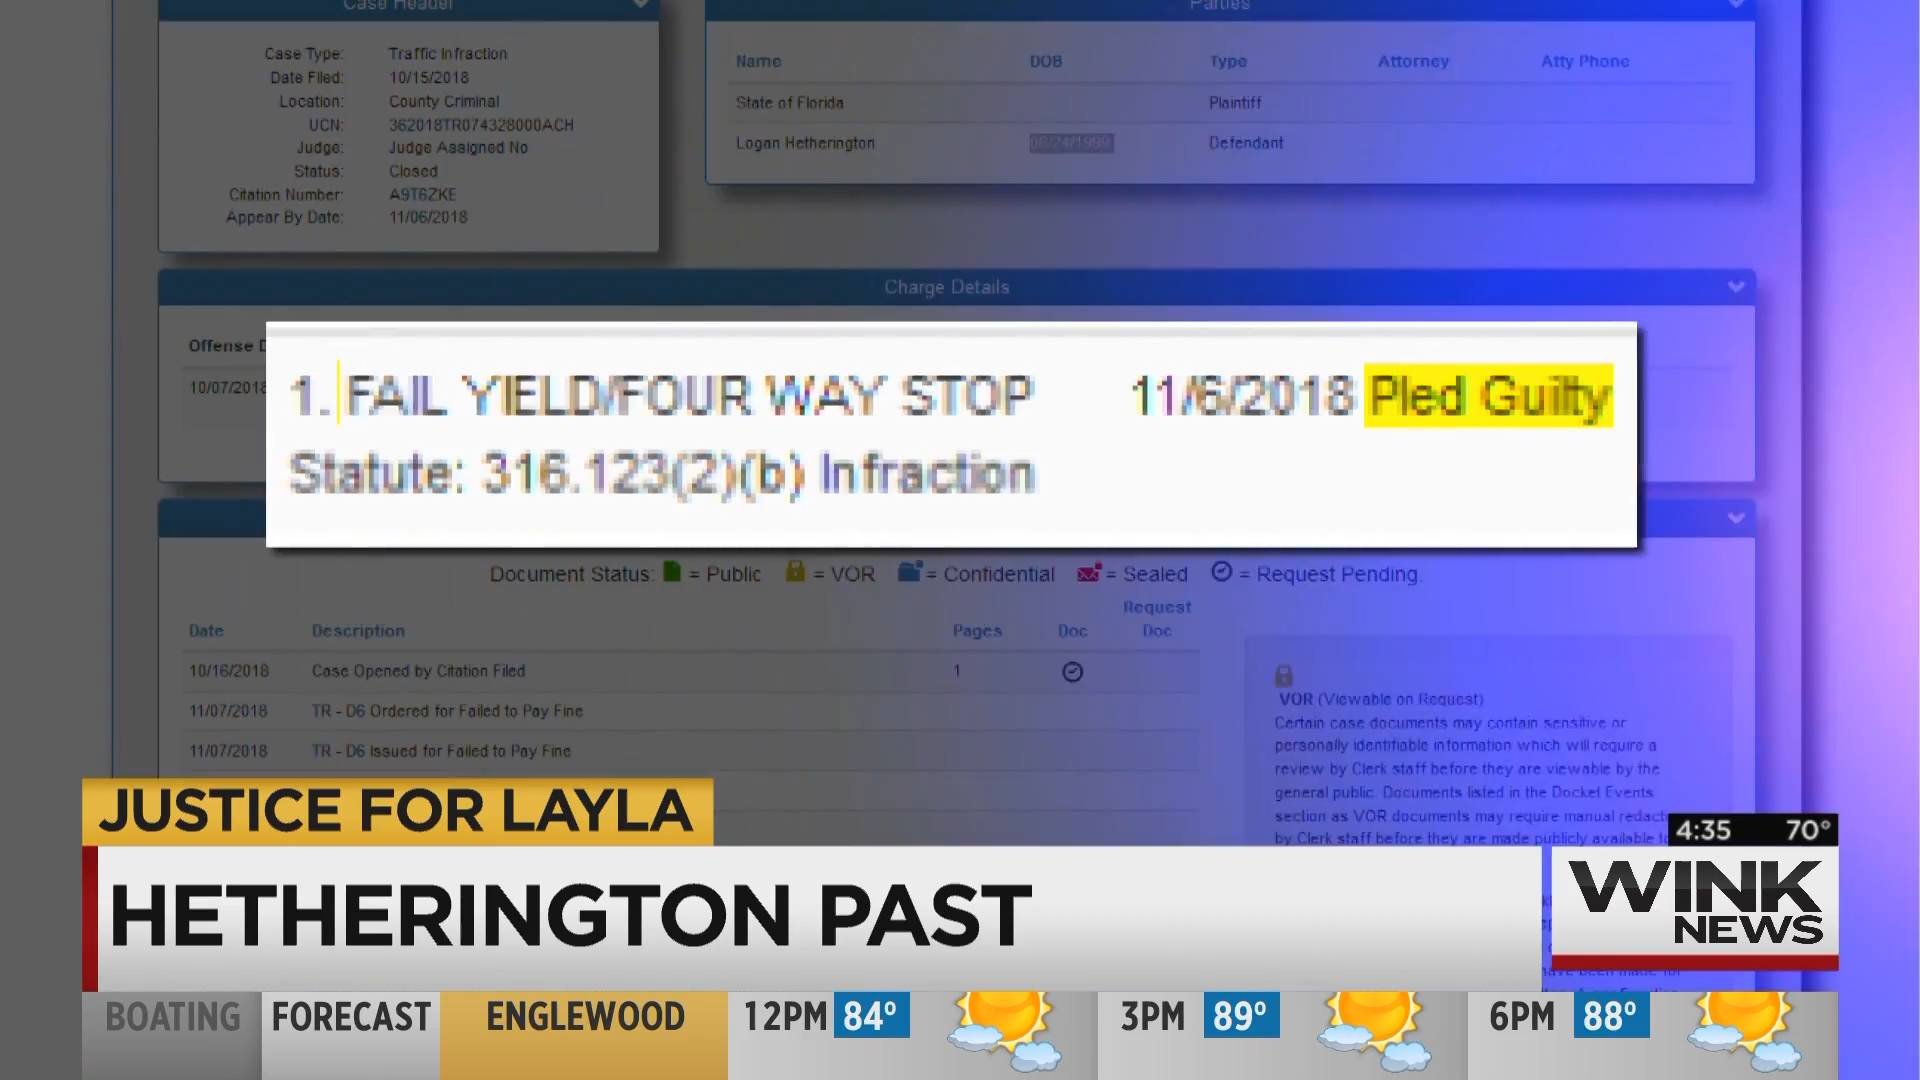 Case Header
Case Type: Traffic Infraction
Date Filed: 10/15/2018
Location: County Criminal
UCN: 362018TR074328000ACH
Judge: Judge Assigned No
Status: Closed
Citation Number: A9T6ZKE
Appear By Date: 11/06/2018
Parties
Name DOB Type Attorney Atty Phone
State of Florida Plaintiff
Logan Hetherington Defendant
Charge Details
Offense
10/07/2018
1. FAIL YIELD/FOUR WAY STOP 11/6/2018 Pled Guilty
Statute: 316.123(2)(b) Infraction
Document Status: = Public = VOR = Confidential = Sealed = Request Pending.
Date Description Pages Doc Request Doc
10/16/2018 Case Opened by Citation Filed 1
11/07/2018 TR - D6 Ordered for Failed to Pay Fine
11/07/2018 TR - D6 Issued for Failed to Pay Fine
VOR (Viewable on Request)
Certain case documents may contain sensitive or
personally identifiable information which will require a
review by Clerk staff before they are viewable by the
general public. Documents listed in the Docket Events
section as VOR documents may require manual
by Clerk staff before they are made publicly available
JUSTICE FOR LAYLA
HETHERINGTON PAST
4:35 70°
WINK
NEWS
BOATING FORECAST ENGLEWOOD 12PM 84° 3PM 89° 6PM 88°